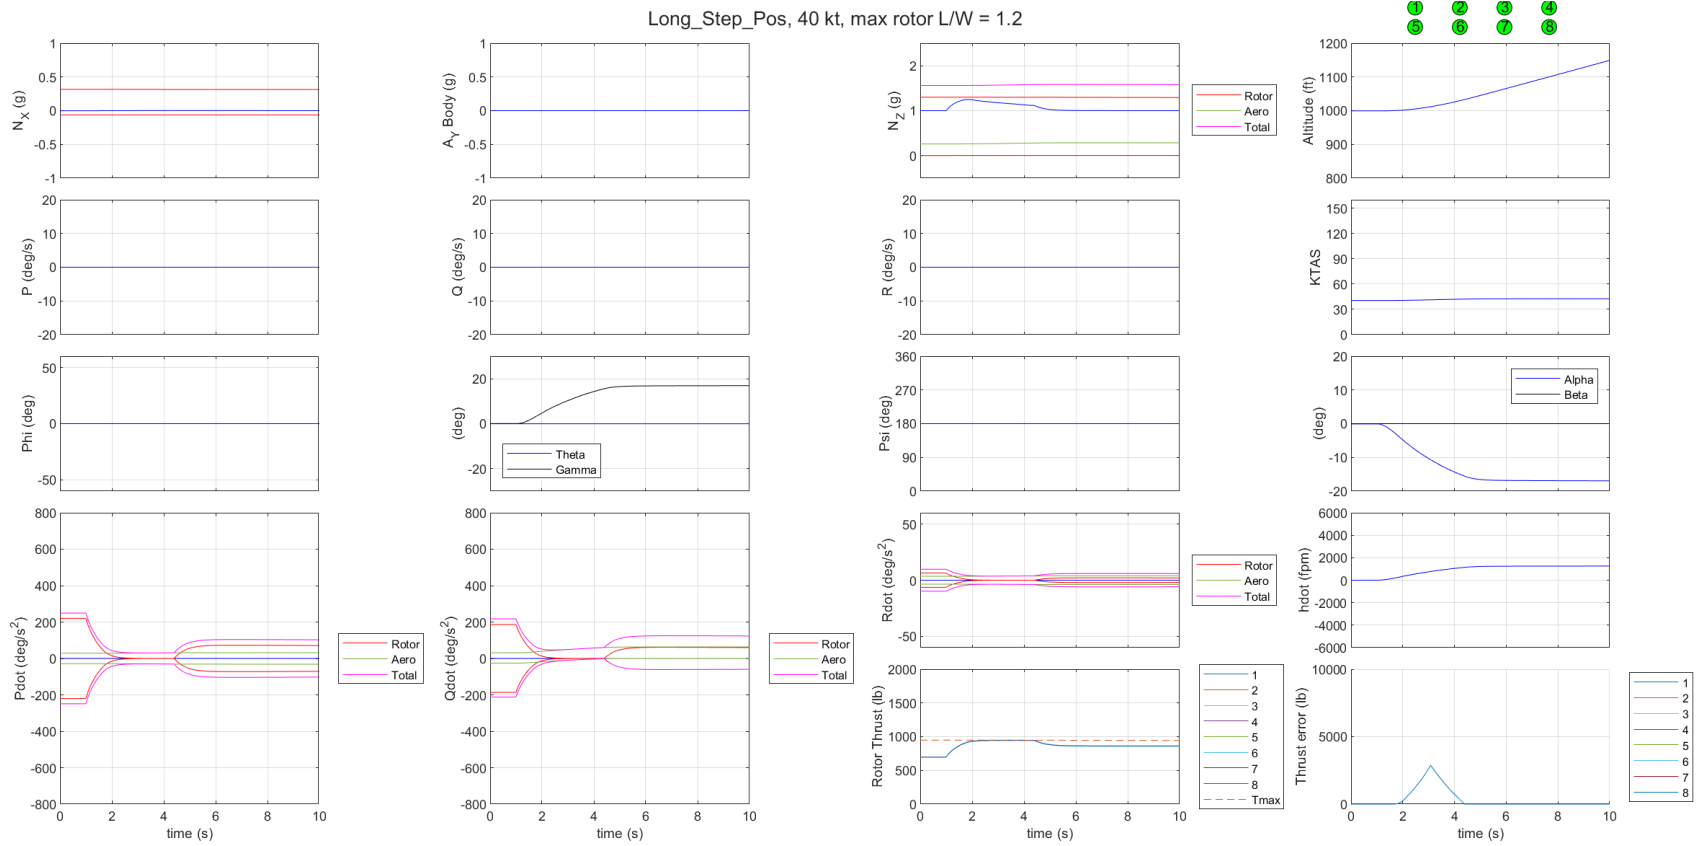 Long_Step_Pos, 40 kt, max rotor L/W = 1.2
1 2 3 4
5 6 7 8
N_X (g)
1
0.5
0
-0.5
-1
A_Y Body (g)
1
0.5
0
-0.5
-1
N_Z (g)
2
1
0
Rotor
Aero
Total
Altitude (ft)
1200
1100
1000
900
800
P (deg/s)
20
10
0
-10
-20
Q (deg/s)
20
10
0
-10
-20
R (deg/s)
20
10
0
-10
-20
KTAS
150
120
90
60
30
0
Phi (deg)
50
0
-50
(deg)
20
0
-20
Theta
Gamma
Psi (deg)
360
270
180
90
0
(deg)
20
10
0
-10
-20
Alpha
Beta
Pdot (deg/s²)
800
600
400
200
0
-200
-400
-600
-800
0 2 4 6 8 10
time (s)
Rotor
Aero
Total
Qdot (deg/s²)
800
600
400
200
0
-200
-400
-600
-800
0 2 4 6 8 10
time (s)
Rotor
Aero
Total
Rdot (deg/s²)
50
0
-50
Rotor
Aero
Total
hdot (fpm)
6000
4000
2000
0
-2000
-4000
-6000
Rotor Thrust (lb)
2000
1500
1000
500
0
0 2 4 6 8 10
time (s)
1
2
3
4
5
6
7
8
Tmax
Thrust error (lb)
10000
5000
0
0 2 4 6 8 10
time (s)
1
2
3
4
5
6
7
8